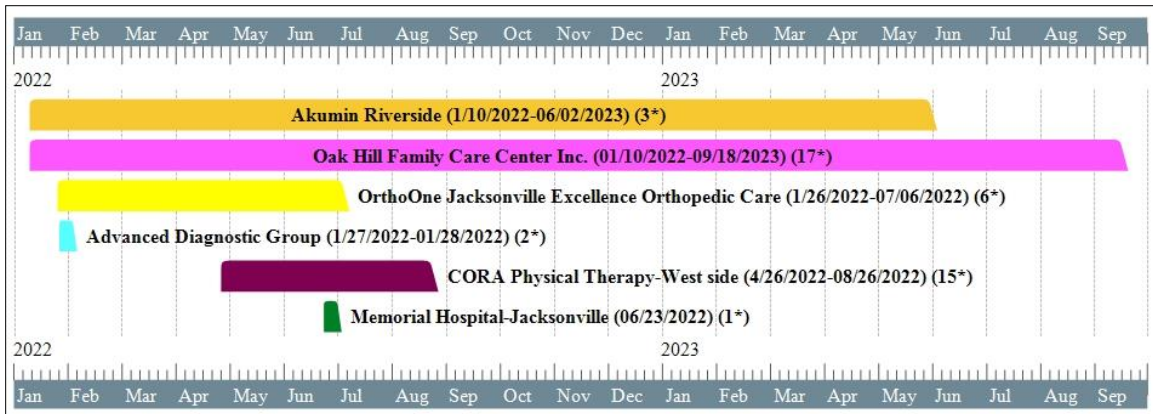 Jan Feb Mar Apr May Jun Jul Aug Sep Oct Nov Dec Jan Feb Mar Apr May Jun Jul Aug Sep
2022 2023
Akumin Riverside (1/10/2022-06/02/2023) (3*)
Oak Hill Family Care Center Inc. (01/10/2022-09/18/2023) (17*)
OrthoOne Jacksonville Excellence Orthopedic Care (1/26/2022-07/06/2022) (6*)
Advanced Diagnostic Group (1/27/2022-01/28/2022) (2*)
CORA Physical Therapy-West side (4/26/2022-08/26/2022) (15*)
Memorial Hospital-Jacksonville (06/23/2022) (1*)
2022 2023
Jan Feb Mar Apr May Jun Jul Aug Sep Oct Nov Dec Jan Feb Mar Apr May Jun Jul Aug Sep